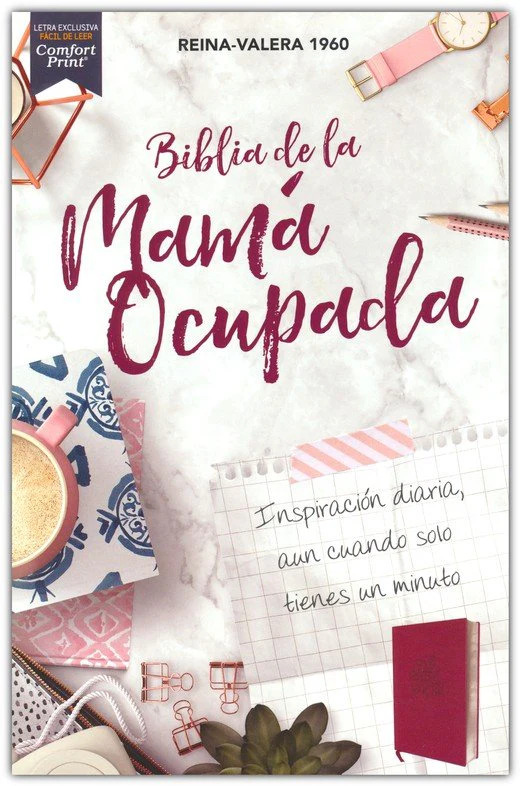 LETRA EXCLUSIVA
FÁCIL DE LEER
Comfort
Print®
REINA-VALERA 1960
Biblia de la
Mamá
Ocupada
Inspiración diaria,
aun cuando solo
tienes un minuto